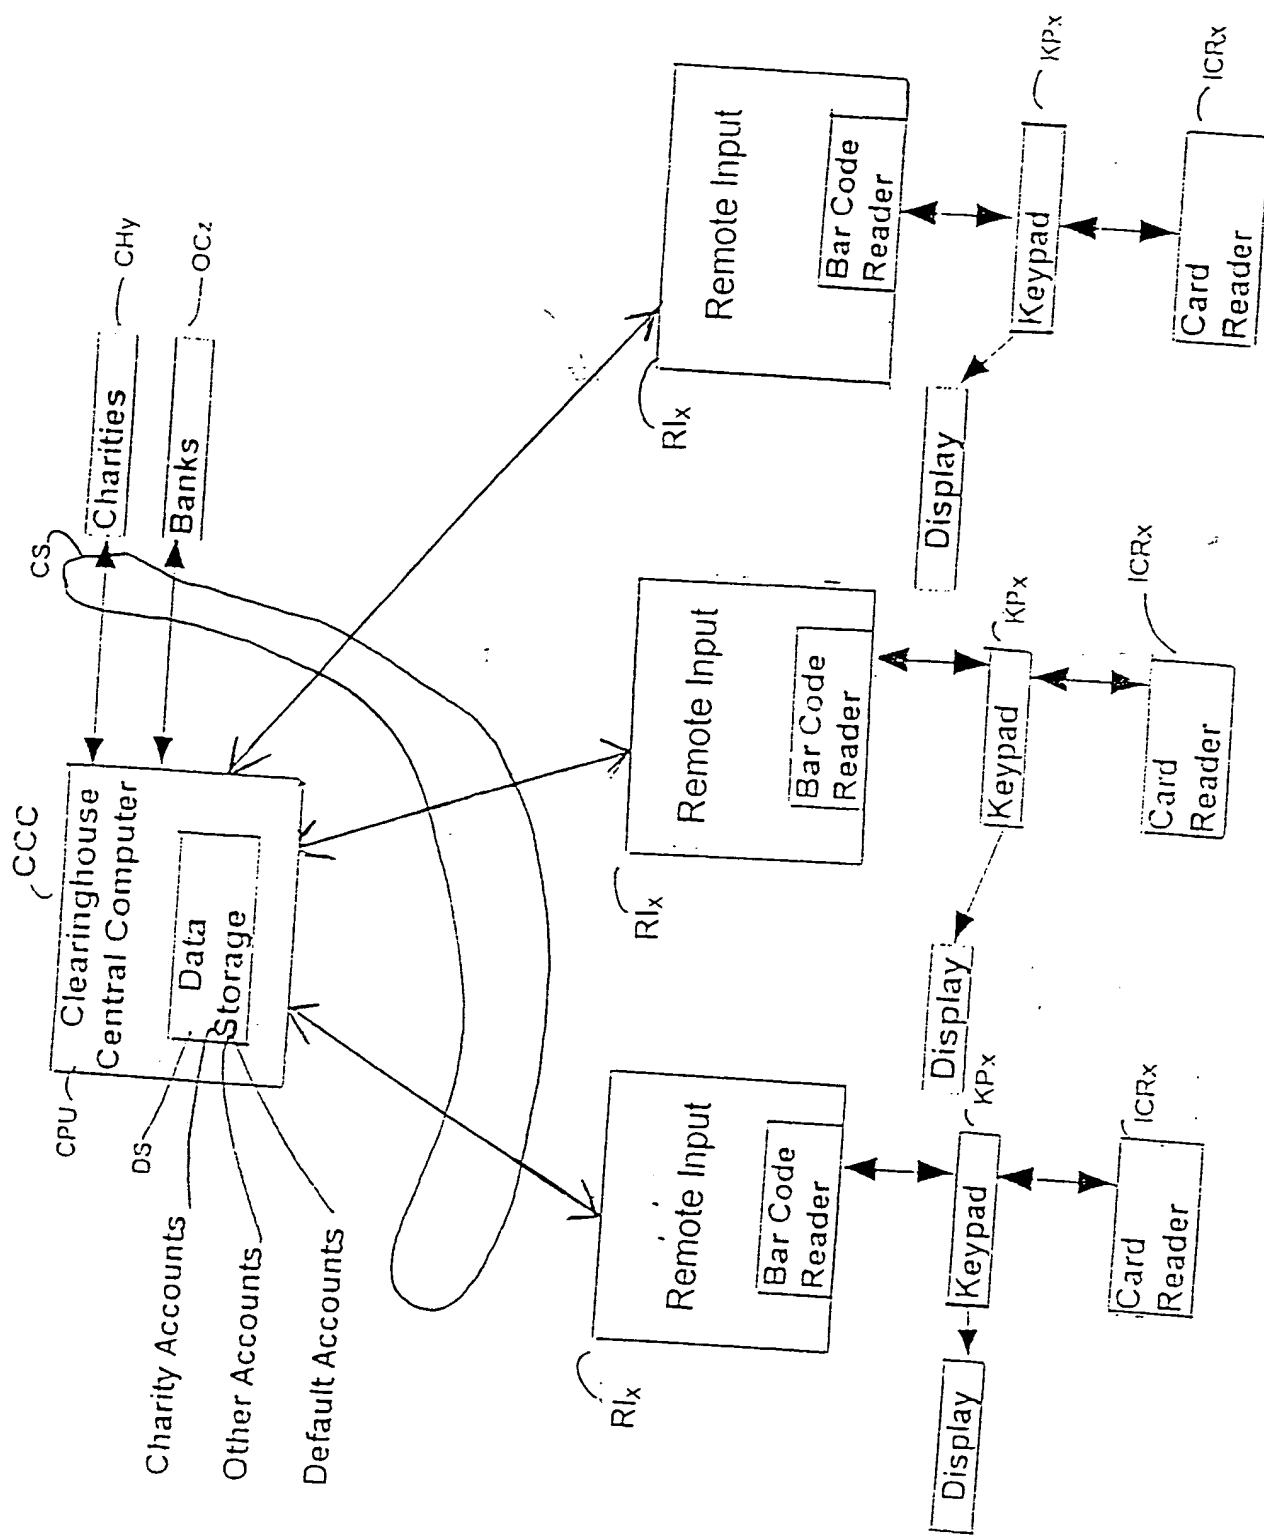 CCC
CPU
Clearinghouse
Central Computer
Data
Storage
DS
Charity Accounts
Other Accounts
Default Accounts
CS
Charities
CHy
Banks
OCz
RIx
Remote Input
Bar Code
Reader
Display
Keypad
KPx
Card
Reader
ICRx
RIx
Remote Input
Bar Code
Reader
Display
Keypad
KPx
Card
Reader
ICRx
RIx
Remote Input
Bar Code
Reader
Display
Keypad
KPx
Card
Reader
ICRx